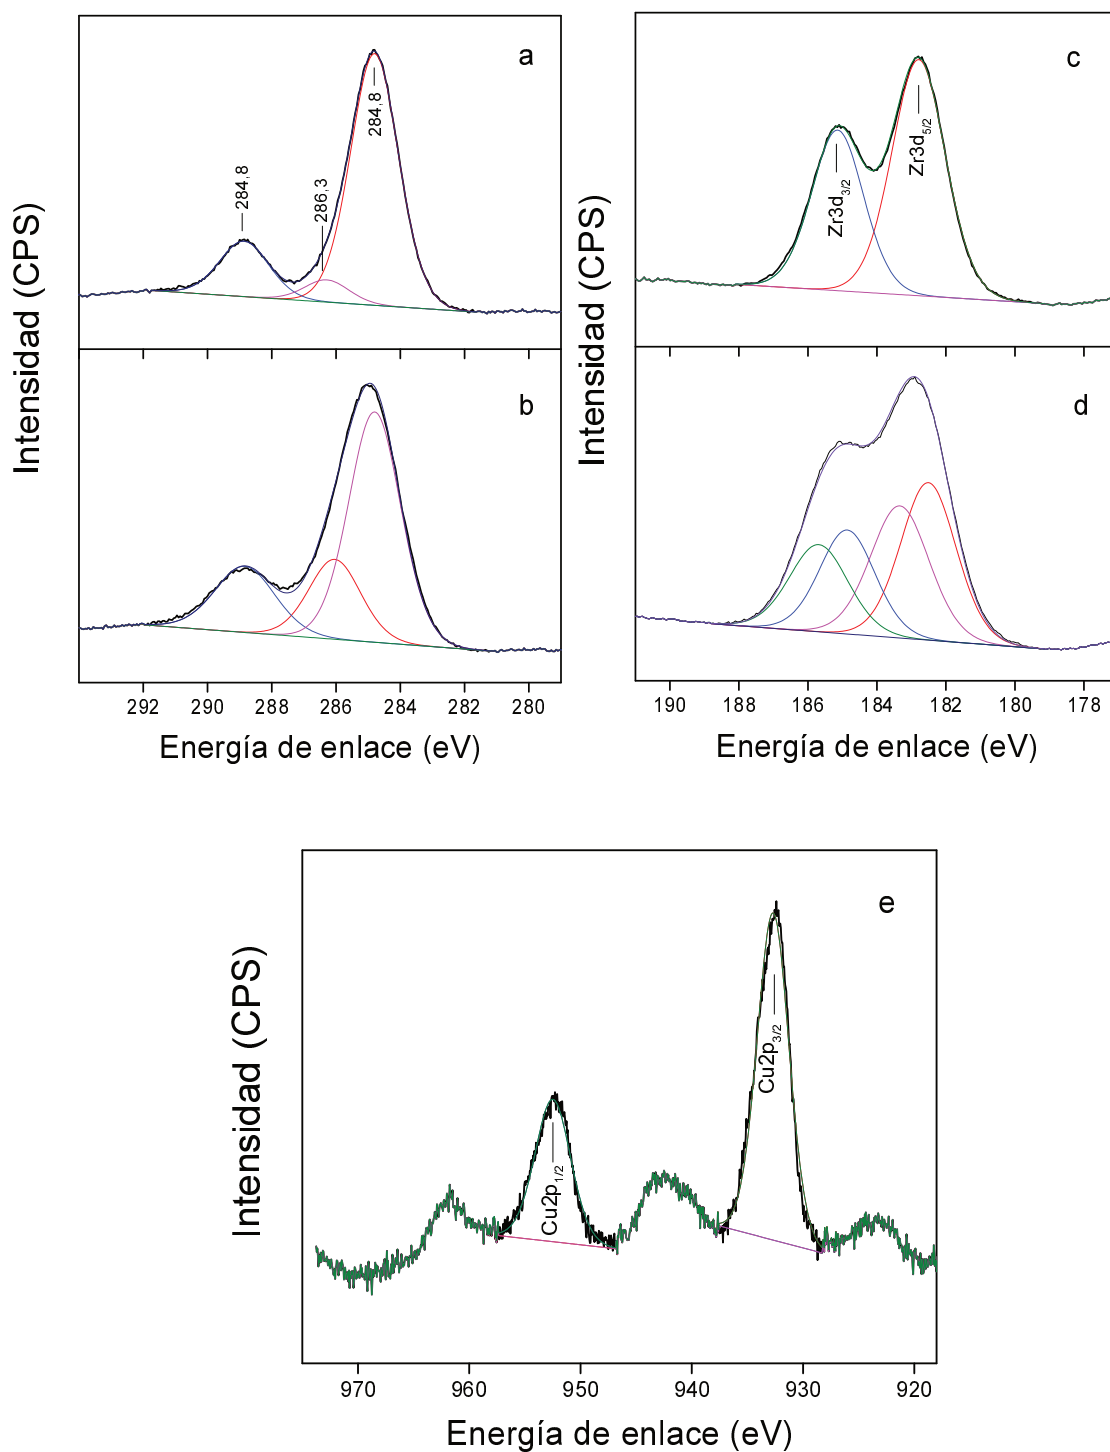 a
284,8
286,3
284,8
Intensidad (CPS)
b
292 290 288 286 284 282 280
Energía de enlace (eV)
c
Zr3d3/2
Zr3d5/2
Intensidad (CPS)
d
190 188 186 184 182 180 178
Energía de enlace (eV)
e
Cu2p1/2
Cu2p3/2
Intensidad (CPS)
970 960 950 940 930 920
Energía de enlace (eV)